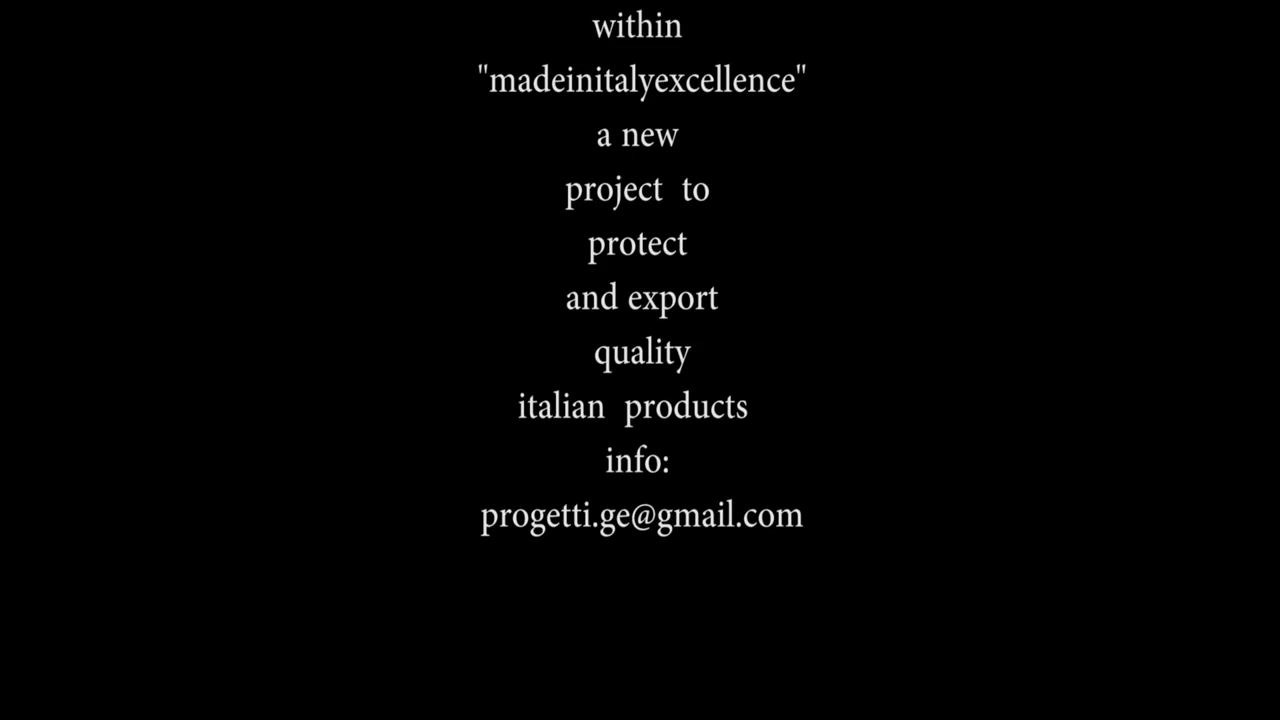 within
"madeinitalyexcellence"
a new
project  to
protect
and export
quality
italian  products
info:
progetti.ge@gmail.com